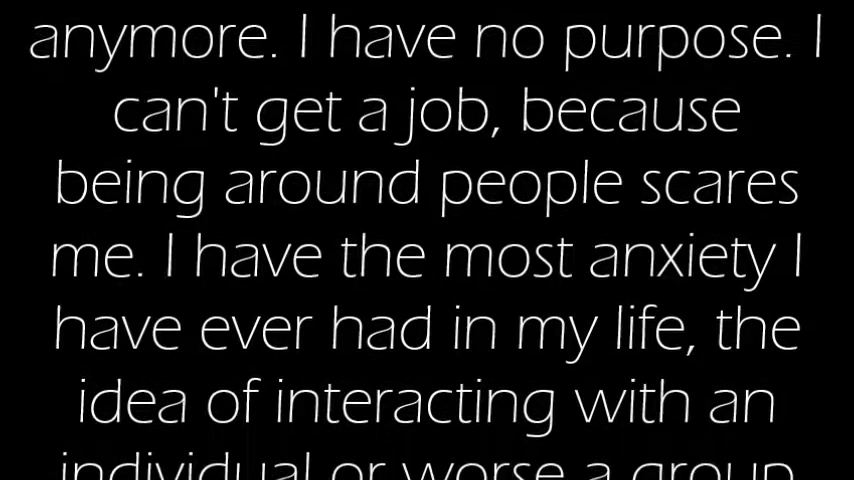 anymore. I have no purpose. I
can't get a job, because
being around people scares
me. I have the most anxiety I
have ever had in my life, the
idea of interacting with an
individual or worse a group